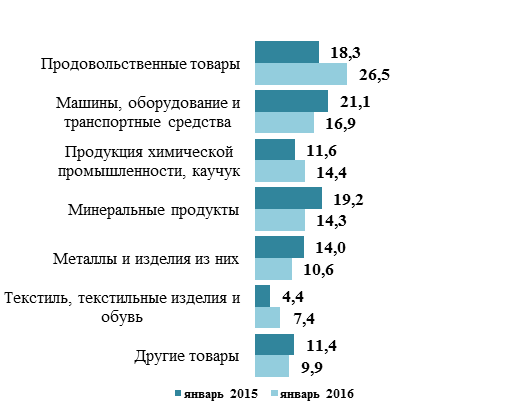 Продовольственные товары
18,3
26,5
Машины, оборудование и
транспортные средства
21,1
16,9
Продукция химической
промышленности, каучук
11,6
14,4
Минеральные продукты
19,2
14,3
Металлы и изделия из них
14,0
10,6
Текстиль, текстильные изделия и
обувь
4,4
7,4
Другие товары
11,4
9,9
январь 2015 январь 2016